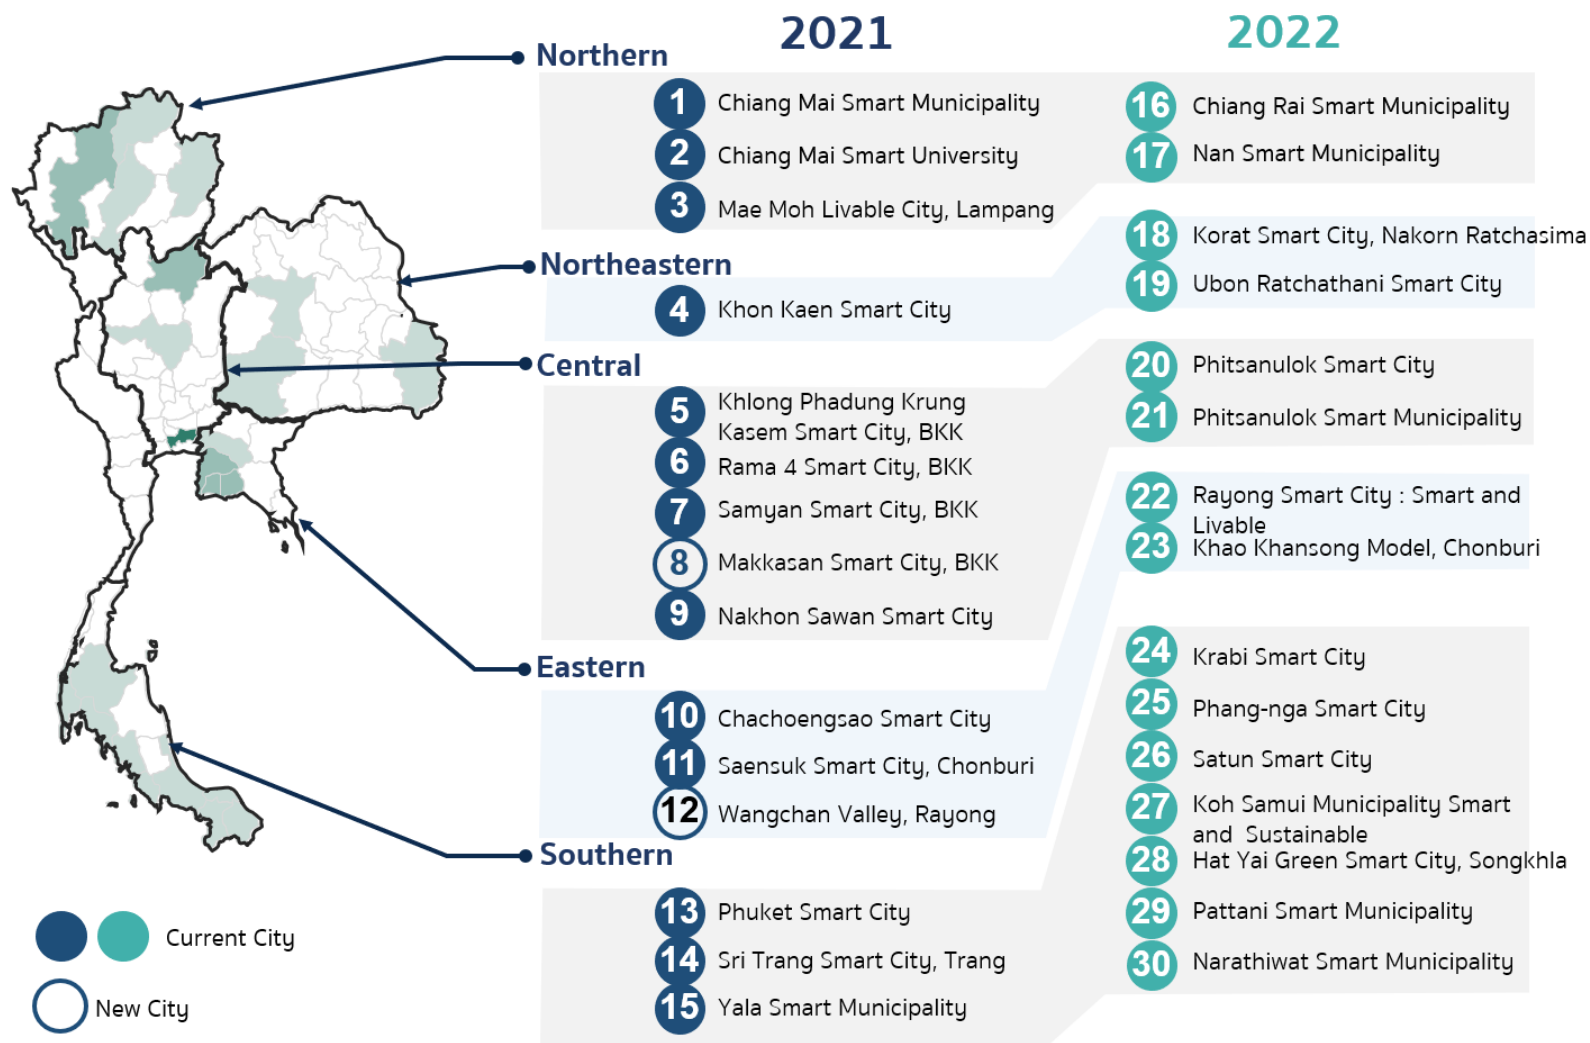 2021
2022
Northern
1 Chiang Mai Smart Municipality
2 Chiang Mai Smart University
3 Mae Moh Livable City, Lampang
16 Chiang Rai Smart Municipality
17 Nan Smart Municipality
Northeastern
4 Khon Kaen Smart City
18 Korat Smart City, Nakorn Ratchasima
19 Ubon Ratchathani Smart City
Central
5 Khlong Phadung Krung
Kasem Smart City, BKK
6 Rama 4 Smart City, BKK
7 Samyan Smart City, BKK
8 Makkasan Smart City, BKK
9 Nakhon Sawan Smart City
20 Phitsanulok Smart City
21 Phitsanulok Smart Municipality
Eastern
10 Chachoengsao Smart City
11 Saensuk Smart City, Chonburi
12 Wangchan Valley, Rayong
22 Rayong Smart City : Smart and
Livable
23 Khao Khansong Model, Chonburi
Southern
13 Phuket Smart City
14 Sri Trang Smart City, Trang
15 Yala Smart Municipality
24 Krabi Smart City
25 Phang-nga Smart City
26 Satun Smart City
27 Koh Samui Municipality Smart
and Sustainable
28 Hat Yai Green Smart City, Songkhla
29 Pattani Smart Municipality
30 Narathiwat Smart Municipality
Current City
New City